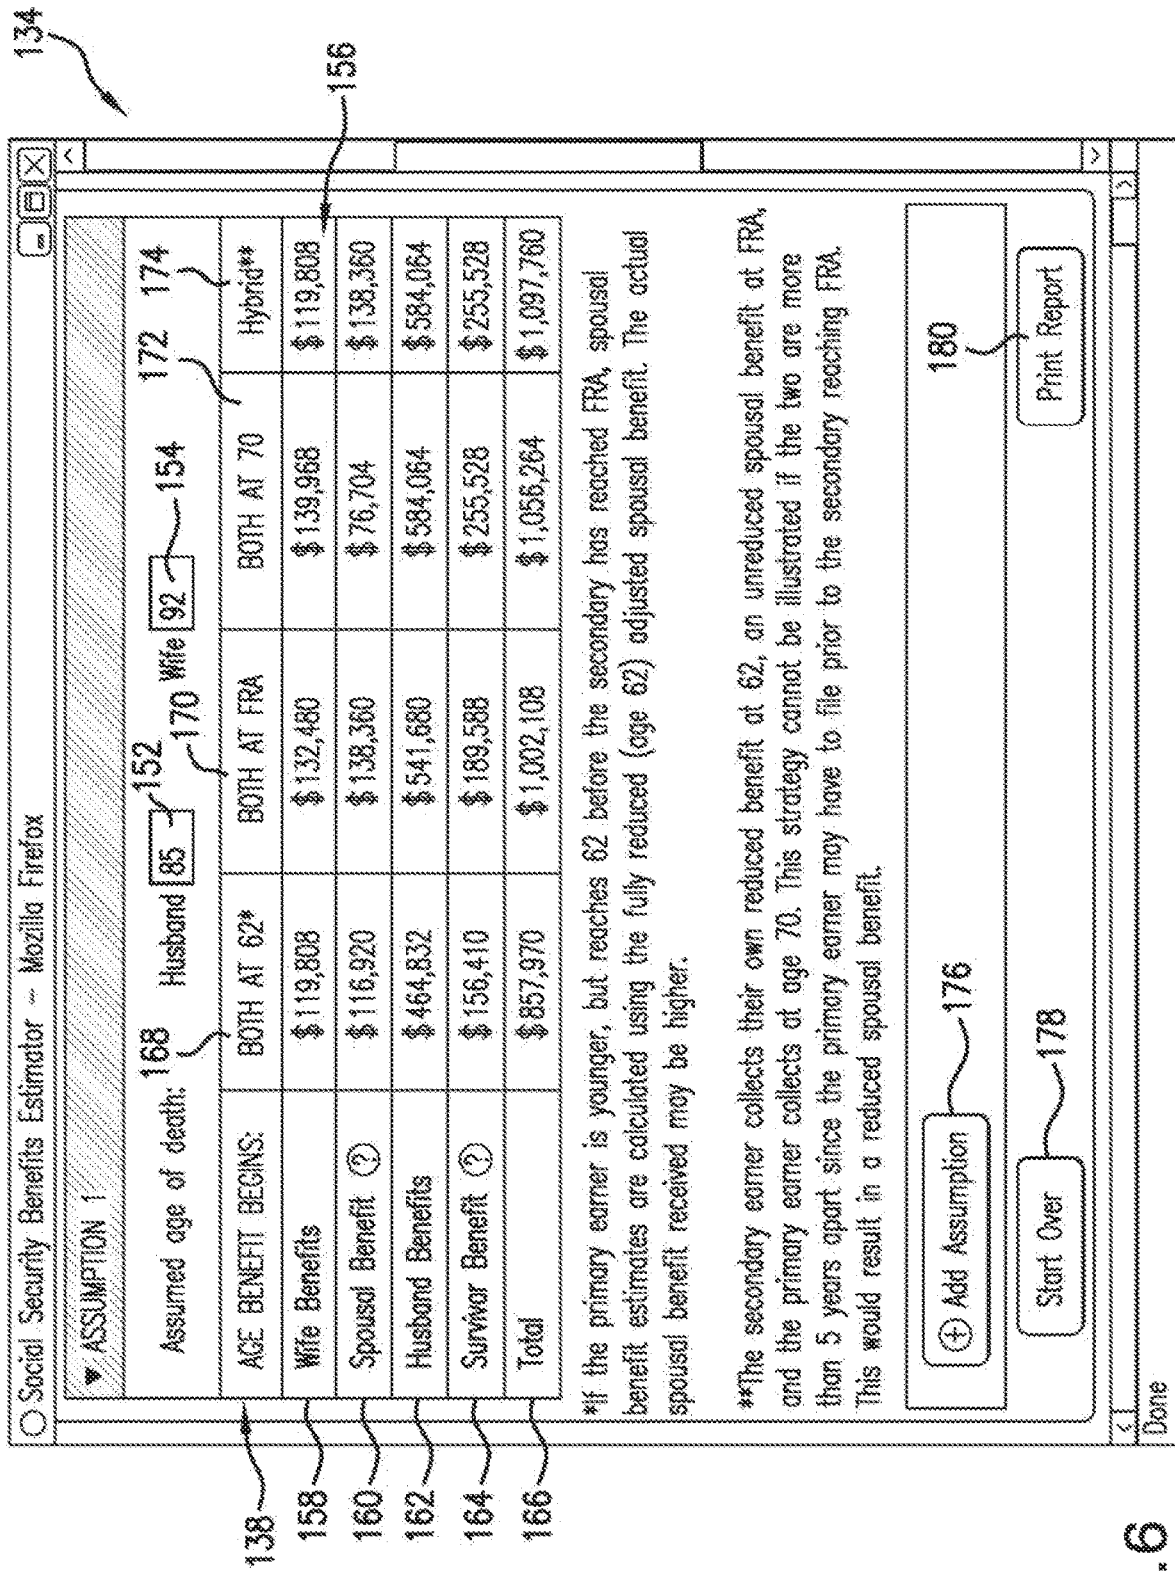 134
○ Social Security Benefits Estimator – Mozilla Firefox
▼ ASSUMPTION 1
Assumed age of death: Husband 85 Wife 92
168 152 170 154 172 174
AGE BENEFIT BEGINS: BOTH AT 62* BOTH AT FRA BOTH AT 70 Hybrid**
138
Wife Benefits $119,808 $132,480 $139,968 $119,808
158 156
Spousal Benefit ? $116,920 $138,360 $76,704 $138,360
160
Husband Benefits $464,832 $541,680 $584,064 $584,064
162
Survivor Benefit ? $156,410 $189,588 $255,528 $255,528
164
Total $857,970 $1,002,108 $1,056,264 $1,097,760
166
*If the primary earner is younger, but reaches 62 before the secondary has reached FRA, spousal
benefit estimates are calculated using the fully reduced (age 62) adjusted spousal benefit. The actual
spousal benefit received may be higher.
**The secondary earner collects their own reduced benefit at 62, an unreduced spousal benefit at FRA,
and the primary earner collects at age 70. This strategy cannot be illustrated if the two are more
than 5 years apart since the primary earner may have to file prior to the secondary reaching FRA.
This would result in a reduced spousal benefit.
⊕ Add Assumption 176
180
Start Over 178 Print Report
Done
.6